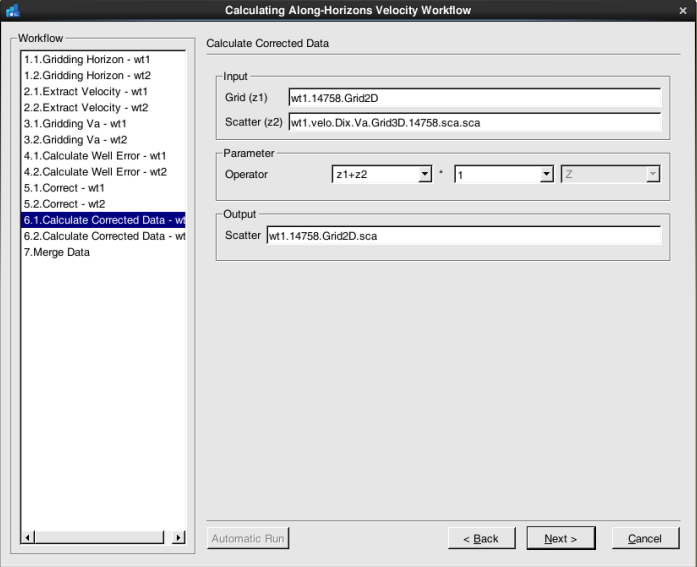 Calculating Along-Horizons Velocity Workflow
Workflow
1.1.Gridding Horizon - wt1
1.2.Gridding Horizon - wt2
2.1.Extract Velocity - wt1
2.2.Extract Velocity - wt2
3.1.Gridding Va - wt1
3.2.Gridding Va - wt2
4.1.Calculate Well Error - wt1
4.2.Calculate Well Error - wt2
5.1.Correct - wt1
5.2.Correct - wt2
6.1.Calculate Corrected Data - wt
6.2.Calculate Corrected Data - wt
7.Merge Data
Calculate Corrected Data
Input
Grid (z1) wt1.14758.Grid2D
Scatter (z2) wt1.velo.Dix.Va.Grid3D.14758.sca.sca
Parameter
Operator z1+z2 * 1 Z
Output
Scatter wt1.14758.Grid2D.sca
Automatic Run < Back Next > Cancel